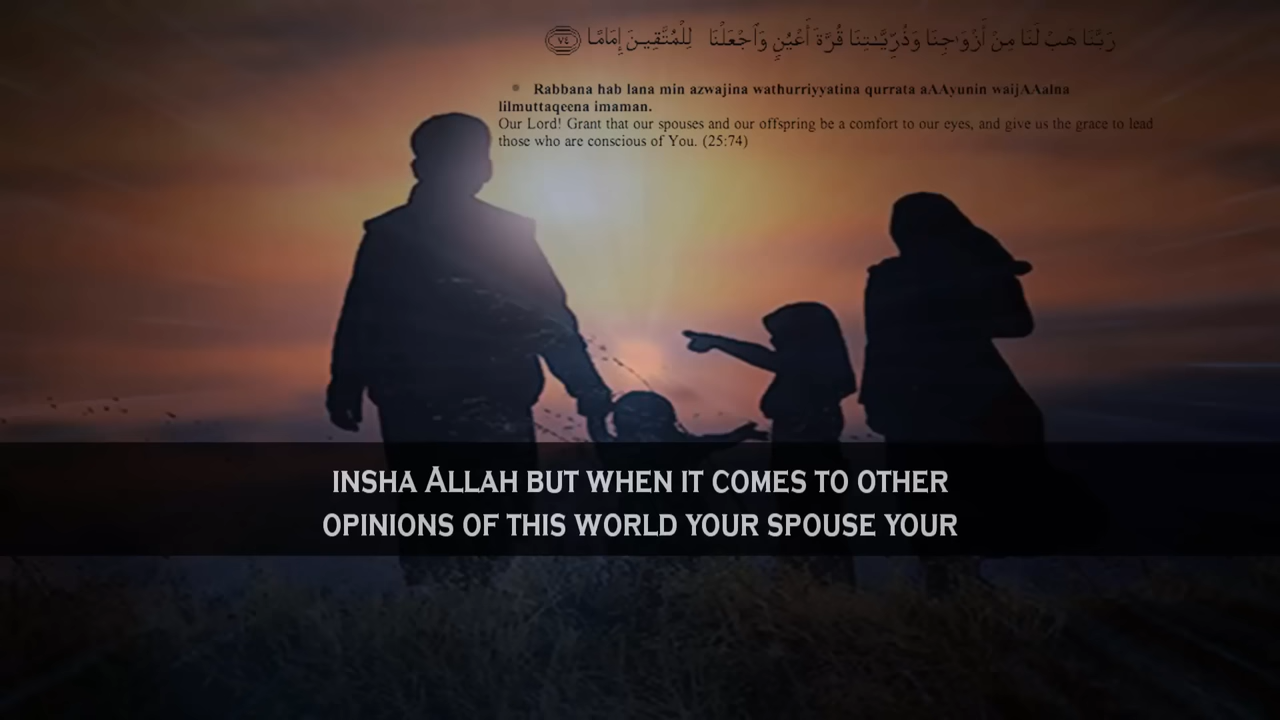 رَبَّنَا هَبْ لَنَا مِنْ أَزْوَٰجِنَا وَذُرِّيَّـٰتِنَا قُرَّةَ أَعْيُنٍ وَٱجْعَلْنَا لِلْمُتَّقِينَ إِمَامًا ٧٤
Rabbana hab lana min azwajina wathurriyyatina qurrata aAAyunin waijAAalna
lilmuttaqeena imaman.
Our Lord! Grant that our spouses and our offspring be a comfort to our eyes, and give us the grace to lead
those who are conscious of You. (25:74)
INSHA ALLAH BUT WHEN IT COMES TO OTHER
OPINIONS OF THIS WORLD YOUR SPOUSE YOUR